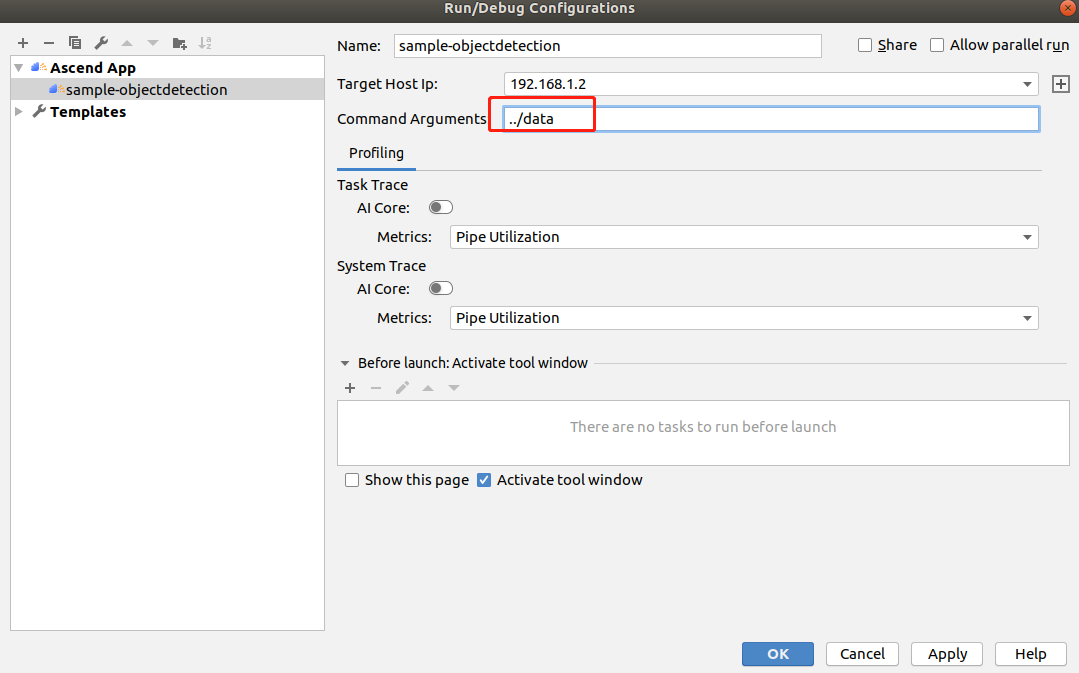 Run/Debug Configurations
Name: sample-objectdetection Share Allow parallel run
Ascend App
sample-objectdetection
Templates
Target Host Ip: 192.168.1.2
Command Arguments: ../data
Profiling
Task Trace
AI Core:
Metrics: Pipe Utilization
System Trace
AI Core:
Metrics: Pipe Utilization
Before launch: Activate tool window
There are no tasks to run before launch
Show this page Activate tool window
OK Cancel Apply Help